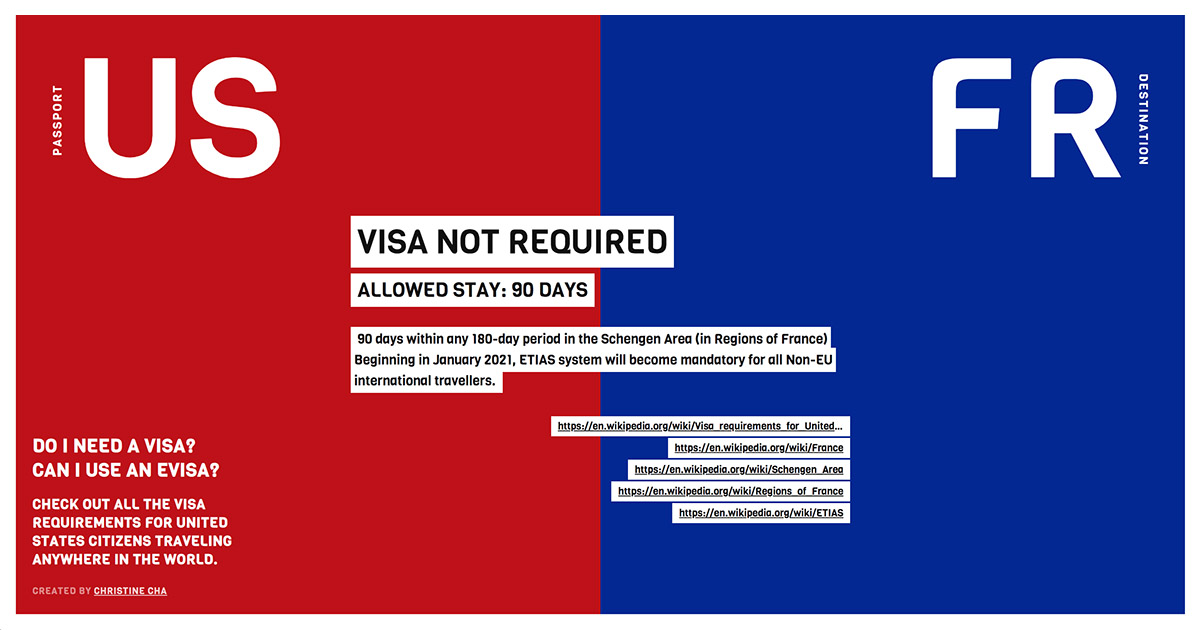 PASSPORT
US
FR
DESTINATION
VISA NOT REQUIRED
ALLOWED STAY: 90 DAYS
90 days within any 180-day period in the Schengen Area (in Regions of France)
Beginning in January 2021, ETIAS system will become mandatory for all Non-EU
international travellers.
https://en.wikipedia.org/wiki/Visa_requirements_for_United...
https://en.wikipedia.org/wiki/France
https://en.wikipedia.org/wiki/Schengen_Area
https://en.wikipedia.org/wiki/Regions_of_France
https://en.wikipedia.org/wiki/ETIAS
DO I NEED A VISA?
CAN I USE AN EVISA?
CHECK OUT ALL THE VISA
REQUIREMENTS FOR UNITED
STATES CITIZENS TRAVELING
ANYWHERE IN THE WORLD.
CREATED BY CHRISTINE CHA